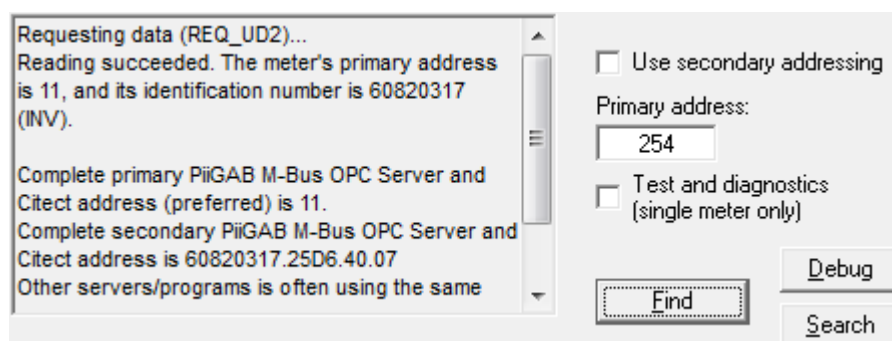 Requesting data (REQ_UD2)...
Reading succeeded. The meter's primary address
is 11, and its identification number is 60820317
(INV).
Complete primary PiiGAB M-Bus OPC Server and
Citect address (preferred) is 11.
Complete secondary PiiGAB M-Bus OPC Server and
Citect address is 60820317.25D6.40.07
Other servers/programs is often using the same
Use secondary addressing
Primary address:
254
Test and diagnostics
(single meter only)
Debug
Find
Search